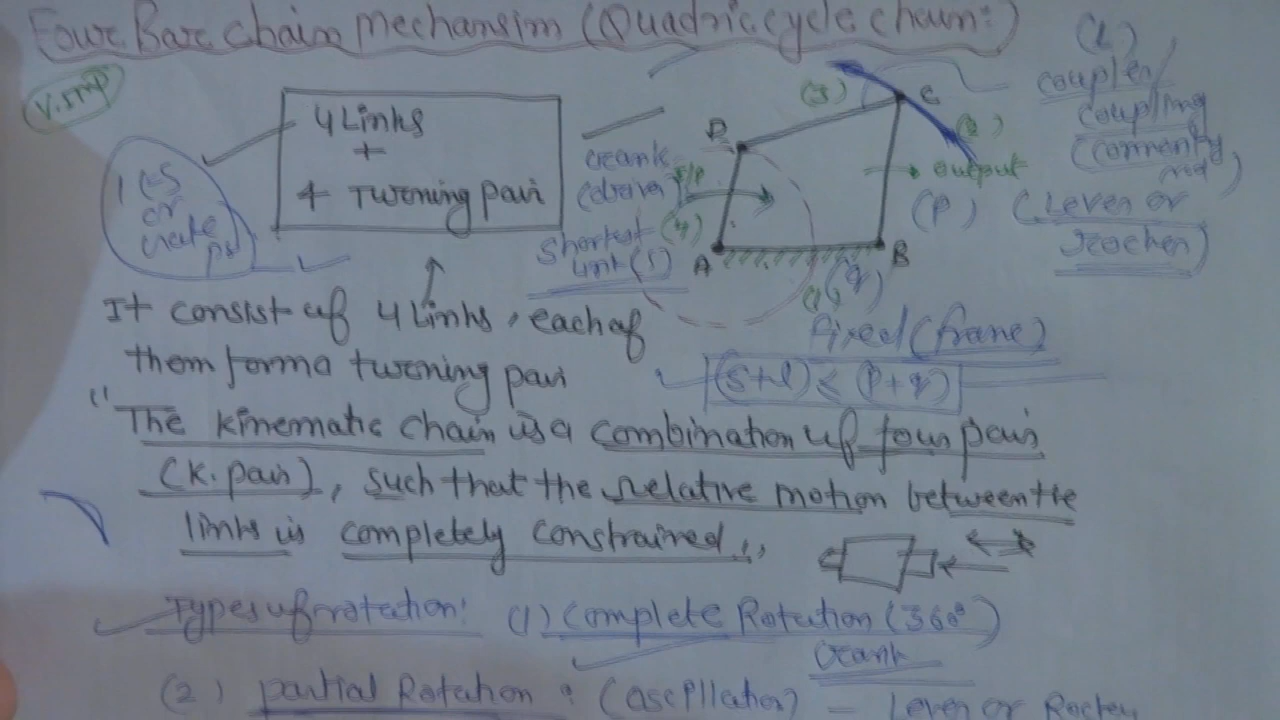 Four Bar chain mechansim (Quadric cycle chain:)
V.Imp
4 Links
+
4 Turning pair
crank
(driver)
I/P
Shortest
link (s)
(4)
D
(3)
C
(2)
output
(P)
(Lever or
Rocker)
A
B
(q)
Fixed (frame)
(L)
coupler/
coupling
rod)
It consist of 4 Links, each of
them forms turning pair
(s+l) < (p+q)
"The kinematic chain is a combination of four pair
(K. pair), such that the relative motion between the
links is completely constrained,,
Types of rotation: (1) Complete Rotation (360°)
Crank
(2) partial Rotation : (oscillation) - Lever or Rocker